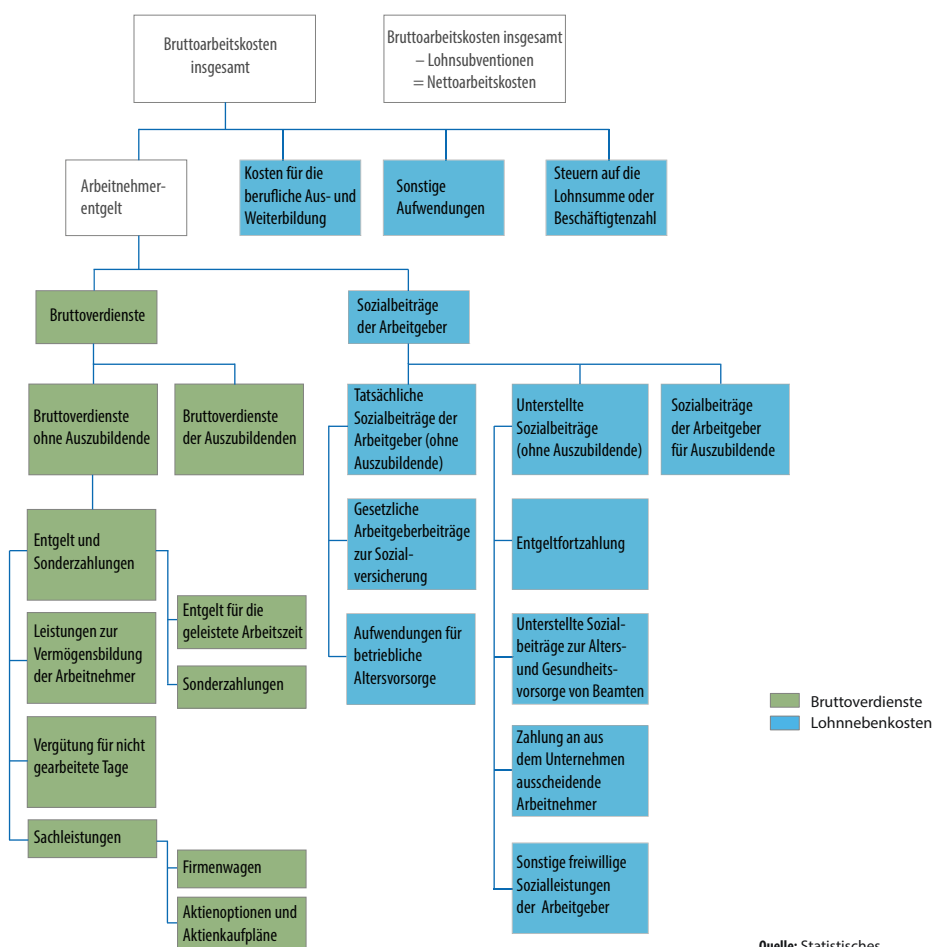 Bruttoarbeitskosten
insgesamt
Bruttoarbeitskosten insgesamt
– Lohnsubventionen
= Nettoarbeitskosten
Arbeitnehmer-
entgelt
Kosten für die
berufliche Aus- und
Weiterbildung
Sonstige
Aufwendungen
Steuern auf die
Lohnsumme oder
Beschäftigtenzahl
Bruttoverdienste
Sozialbeiträge
der Arbeitgeber
Bruttoverdienste
ohne Auszubildende
Bruttoverdienste
der Auszubildenden
Tatsächliche
Sozialbeiträge der
Arbeitgeber (ohne
Auszubildende)
Unterstellte
Sozialbeiträge
(ohne Auszubildende)
Sozialbeiträge
der Arbeitgeber
für Auszubildende
Entgelt und
Sonderzahlungen
Gesetzliche
Arbeitgeberbeiträge
zur Sozial-
versicherung
Entgeltfortzahlung
Entgelt für die
geleistete Arbeitszeit
Leistungen zur
Vermögensbildung
der Arbeitnehmer
Sonderzahlungen
Aufwendungen für
betriebliche
Altersvorsorge
Unterstellte Sozial-
beiträge zur Alters-
und Gesundheits-
vorsorge von Beamten
Bruttoverdienste
Lohnnebenkosten
Vergütung für nicht
gearbeitete Tage
Zahlung an aus
dem Unternehmen
ausscheidende
Arbeitnehmer
Sachleistungen
Firmenwagen
Aktienoptionen und
Aktienkaufpläne
Sonstige freiwillige
Sozialleistungen
der Arbeitgeber
Quelle: Statistisches